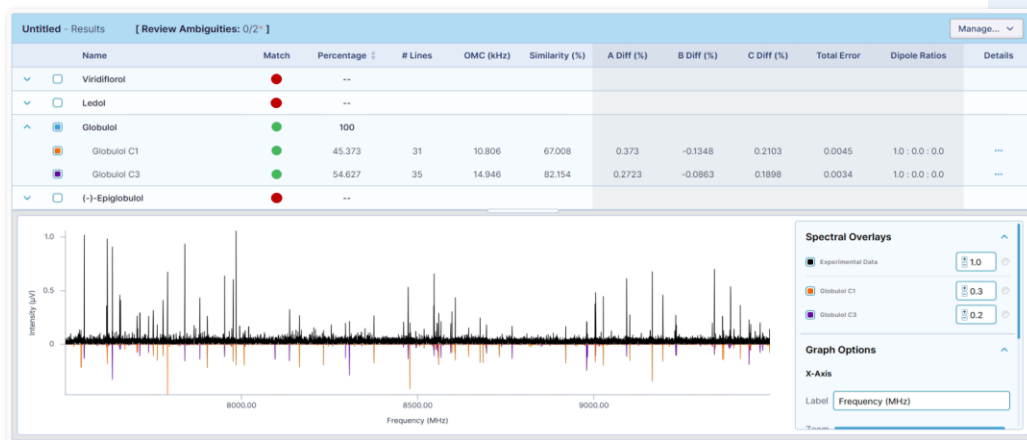 Untitled - Results [ Review Ambiguities: 0/2* ] Manage...
Name Match Percentage # Lines OMC (kHz) Similarity (%) A Diff (%) B Diff (%) C Diff (%) Total Error Dipole Ratios Details
Viridiflorol --
Ledol --
Globulol 100
Globulol C1 45.373 31 10.806 67.008 0.373 -0.1348 0.2103 0.0045 1.0 : 0.0 : 0.0 ...
Globulol C3 54.627 35 14.946 82.154 0.2723 -0.0863 0.1898 0.0034 1.0 : 0.0 : 0.0 ...
(-)-Epiglobulol --
1.0
0.5
0
Intensity (μV)
8000.00 8500.00 9000.00
Frequency (MHz)
Spectral Overlays
Experimental Data 1.0
Globulol C1 0.3
Globulol C3 0.2
Graph Options
X-Axis
Label Frequency (MHz)